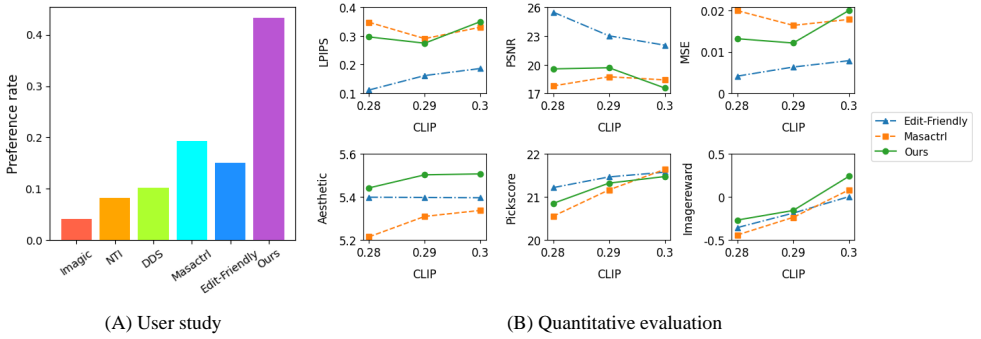 0.4
0.3
0.2
0.1
0.0
Preference rate
Imagic
NTI
DDS
Masactrl
Edit-Friendly
Ours
(A) User study
0.4
0.3
0.2
0.1
LPIPS
0.28 0.29 0.3
CLIP
26
23
20
17
PSNR
0.28 0.29 0.3
CLIP
0.02
0.01
0
MSE
0.28 0.29 0.3
CLIP
5.6
5.4
5.2
Aesthetic
0.28 0.29 0.3
CLIP
22
21
20
Pickscore
0.28 0.29 0.3
CLIP
0.5
0
-0.5
Imagereward
0.28 0.29 0.3
CLIP
Edit-Friendly
Masactrl
Ours
(B) Quantitative evaluation